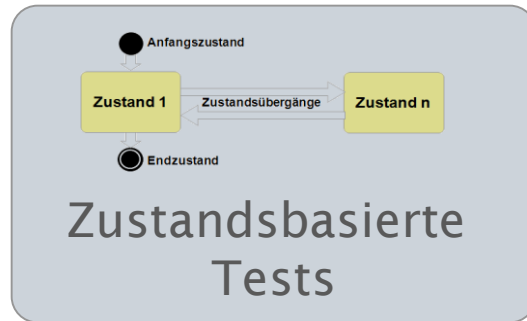 Anfangszustand
Zustand 1
Zustandsübergänge
Zustand n
Endzustand
Zustandsbasierte
Tests